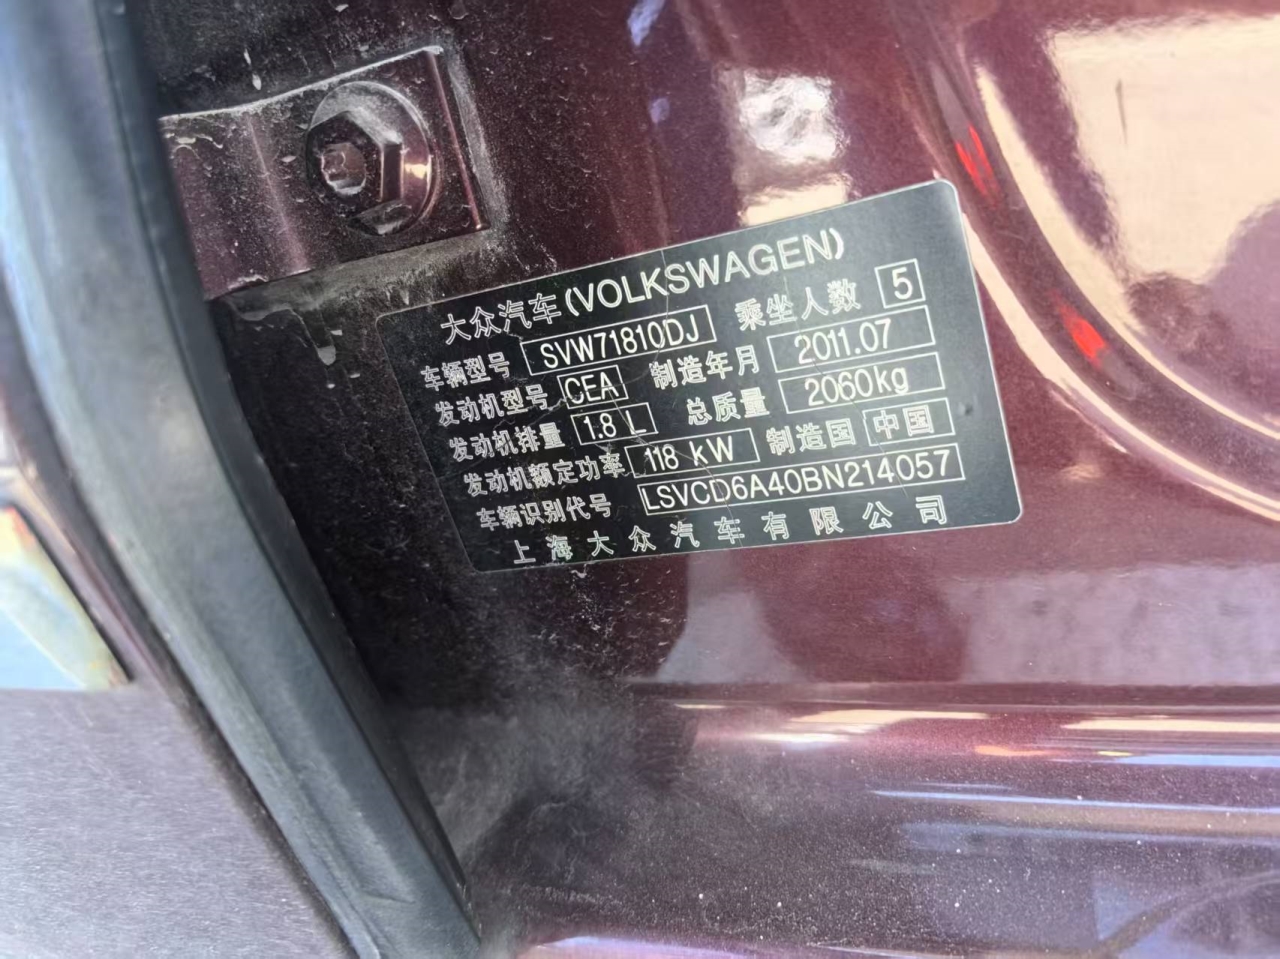 大众汽车(VOLKSWAGEN)
车辆型号 SVW71810DJ 乘坐人数 5
发动机型号 CEA 制造年月 2011.07
发动机排量 1.8 L 总质量 2060kg
发动机额定功率 118 KW 制造国 中国
车辆识别代号 LSVCD6A40BN214057
上海大众汽车有限公司